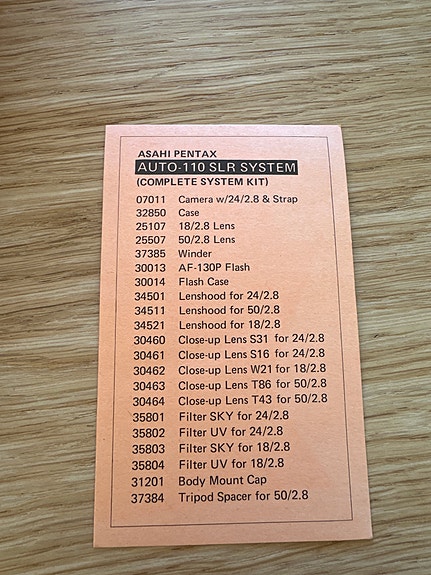 ASAHI PENTAX
AUTO-110 SLR SYSTEM
(COMPLETE SYSTEM KIT)
07011 Camera w/24/2.8 & Strap
32850 Case
25107 18/2.8 Lens
25507 50/2.8 Lens
37385 Winder
30013 AF-130P Flash
30014 Flash Case
34501 Lenshood for 24/2.8
34511 Lenshood for 50/2.8
34521 Lenshood for 18/2.8
30460 Close-up Lens S31 for 24/2.8
30461 Close-up Lens S16 for 24/2.8
30462 Close-up Lens W21 for 18/2.8
30463 Close-up Lens T86 for 50/2.8
30464 Close-up Lens T43 for 50/2.8
35801 Filter SKY for 24/2.8
35802 Filter UV for 24/2.8
35803 Filter SKY for 18/2.8
35804 Filter UV for 18/2.8
31201 Body Mount Cap
37384 Tripod Spacer for 50/2.8